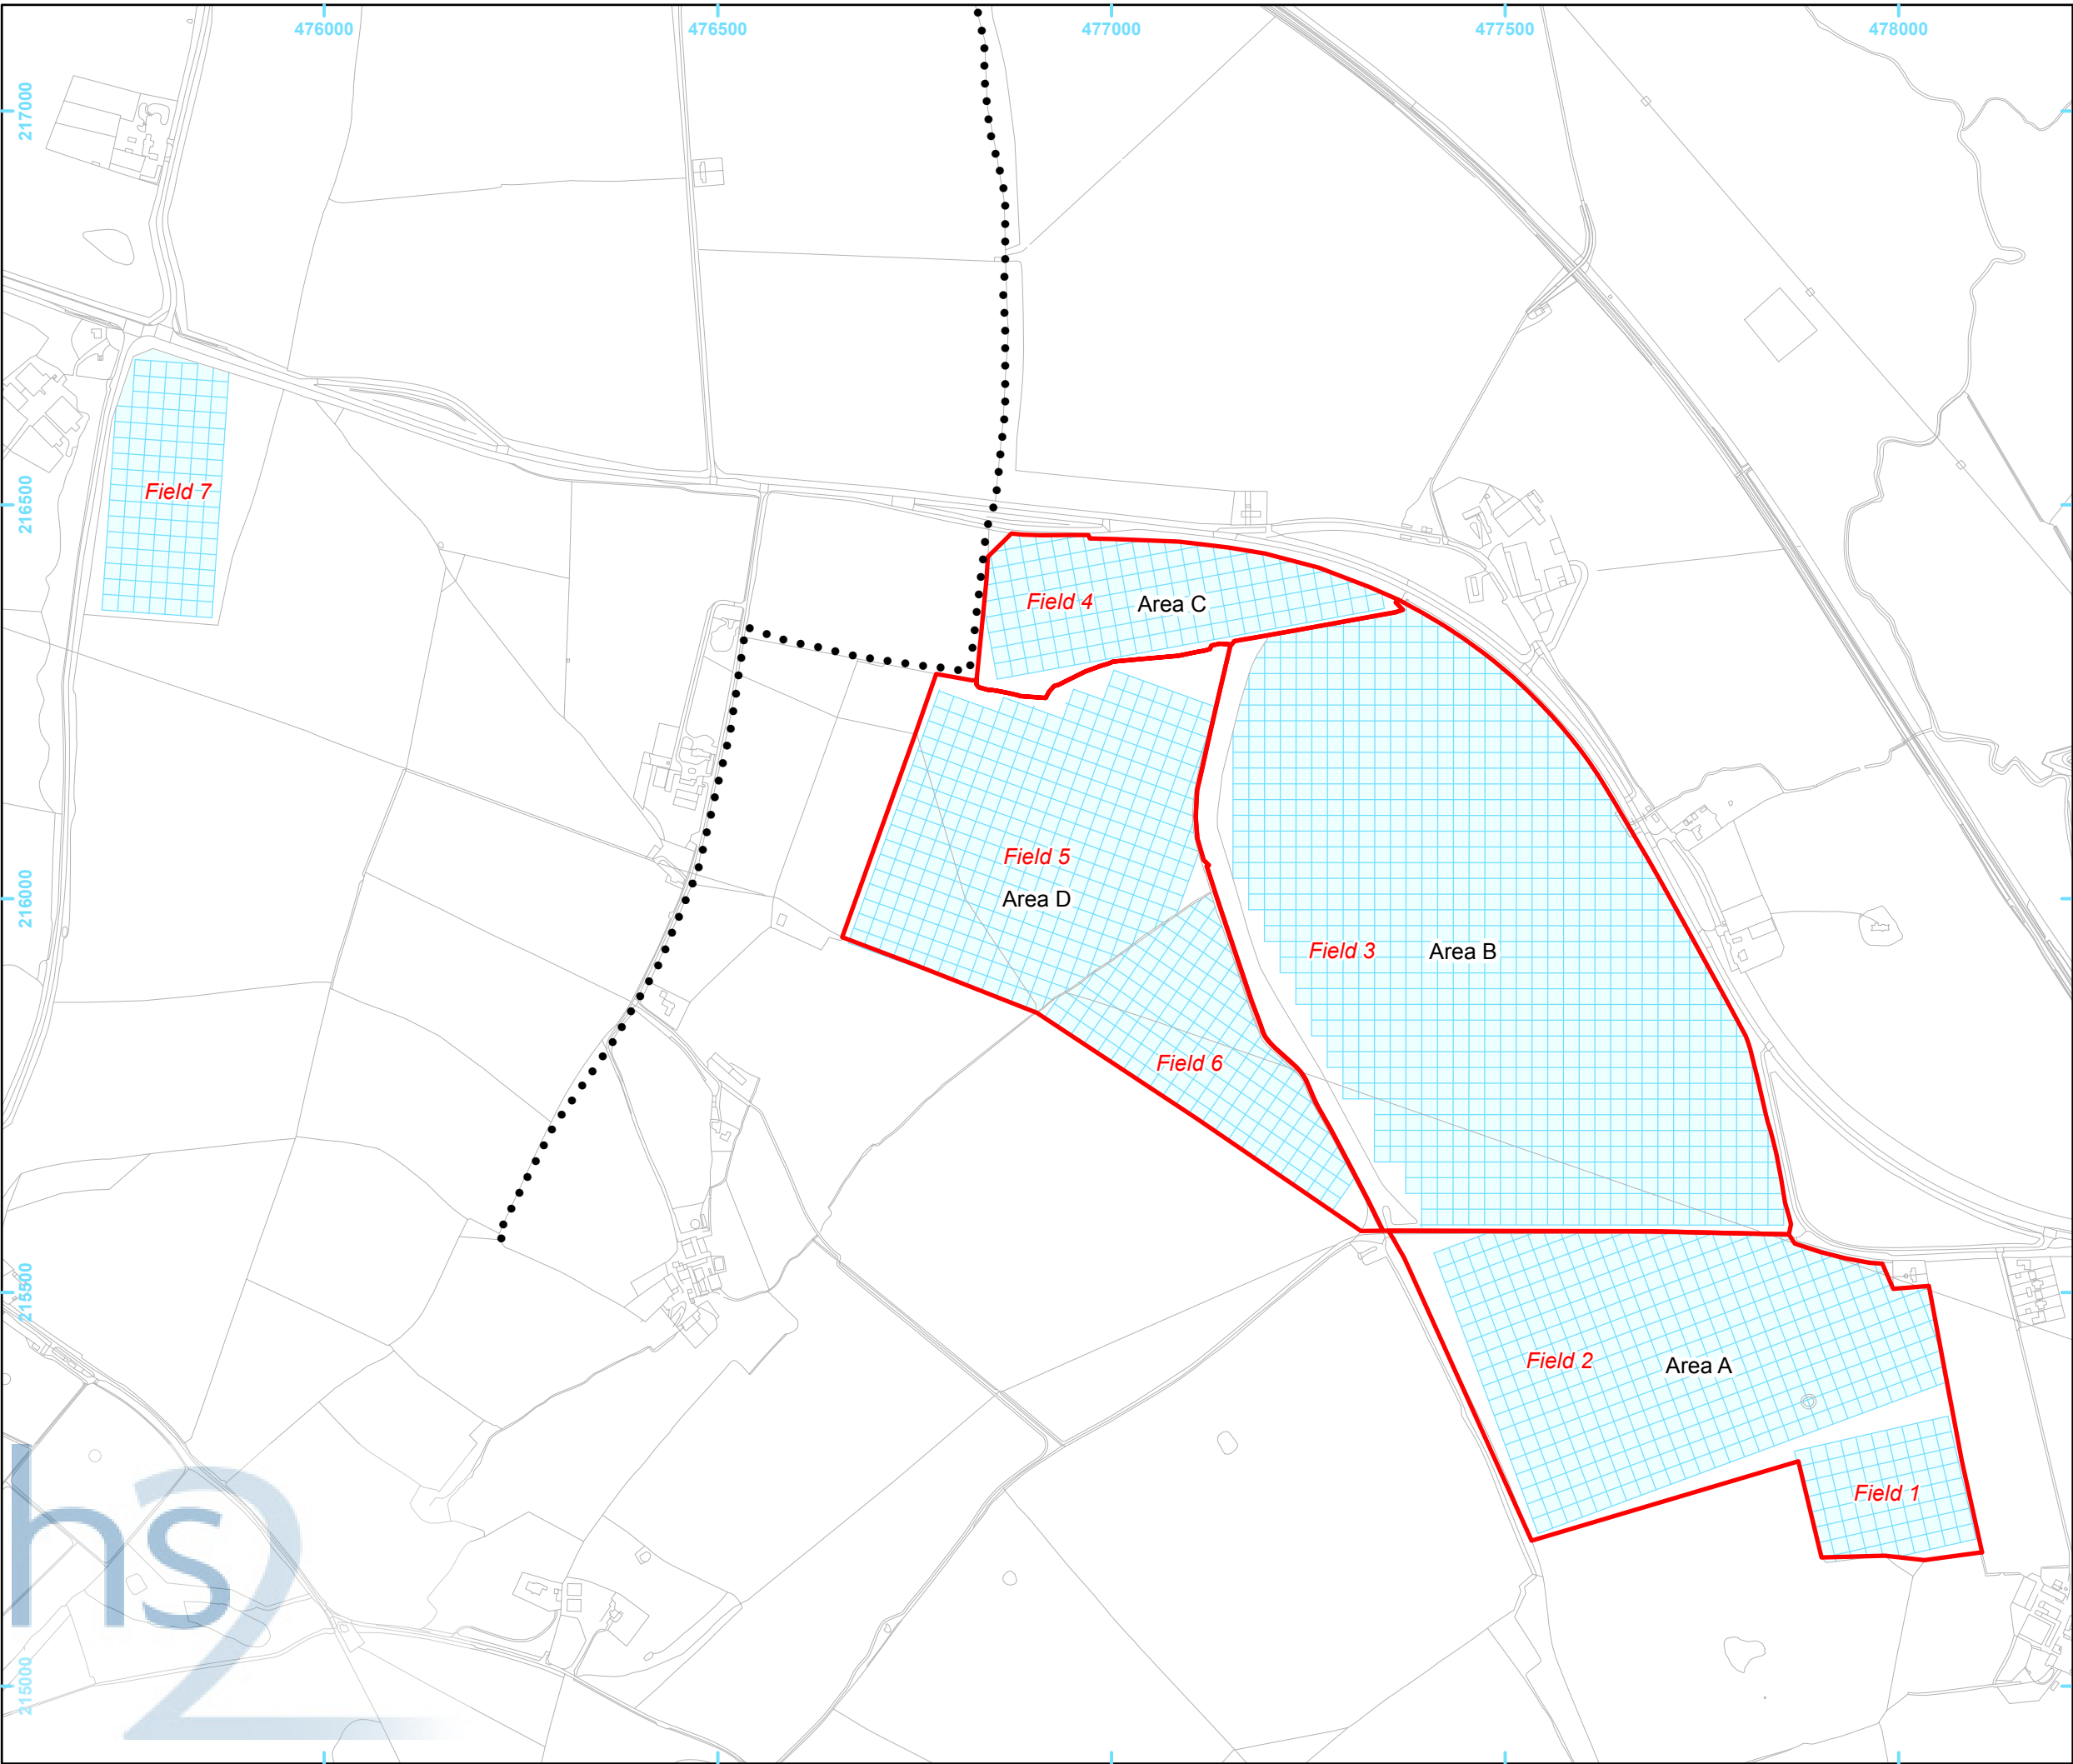 476000
476500
477000
477500
478000
217000
216500
216000
215500
215000
Field 7
Field 4
Area C
Field 5
Area D
Field 3
Area B
Field 6
Field 2
Area A
Field 1
hs2